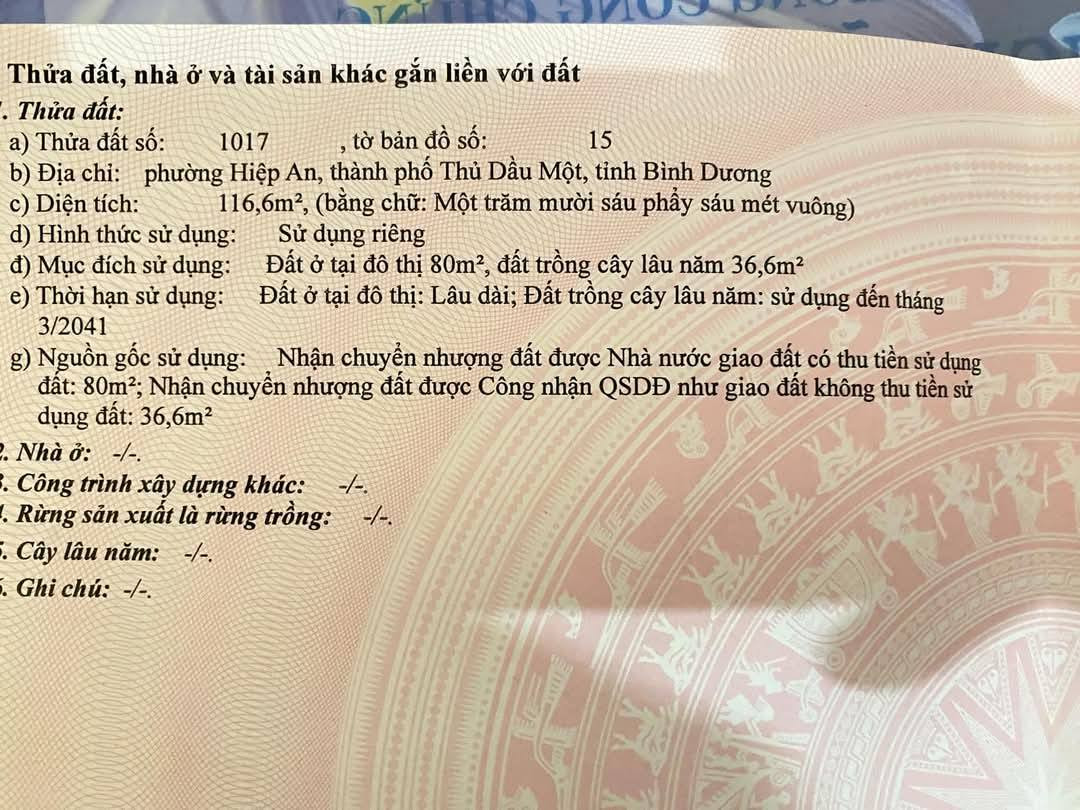 Thửa đất, nhà ở và tài sản khác gắn liền với đất
. Thửa đất:
a) Thửa đất số: 1017 , tờ bản đồ số: 15
b) Địa chỉ: phường Hiệp An, thành phố Thủ Dầu Một, tỉnh Bình Dương
c) Diện tích: 116,6m², (bằng chữ: Một trăm mười sáu phẩy sáu mét vuông)
d) Hình thức sử dụng: Sử dụng riêng
đ) Mục đích sử dụng: Đất ở tại đô thị 80m², đất trồng cây lâu năm 36,6m²
e) Thời hạn sử dụng: Đất ở tại đô thị: Lâu dài; Đất trồng cây lâu năm: sử dụng đến tháng
3/2041
g) Nguồn gốc sử dụng: Nhận chuyển nhượng đất được Nhà nước giao đất có thu tiền sử dụng
đất: 80m²; Nhận chuyển nhượng đất được Công nhận QSDĐ như giao đất không thu tiền sử
dụng đất: 36,6m²
2. Nhà ở: -/-.
3. Công trình xây dựng khác: -/-.
4. Rừng sản xuất là rừng trồng: -/-.
5. Cây lâu năm: -/-.
6. Ghi chú: -/-.